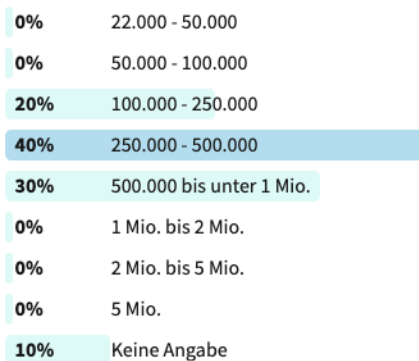 0% 22.000 - 50.000
0% 50.000 - 100.000
20% 100.000 - 250.000
40% 250.000 - 500.000
30% 500.000 bis unter 1 Mio.
0% 1 Mio. bis 2 Mio.
0% 2 Mio. bis 5 Mio.
0% 5 Mio.
10% Keine Angabe